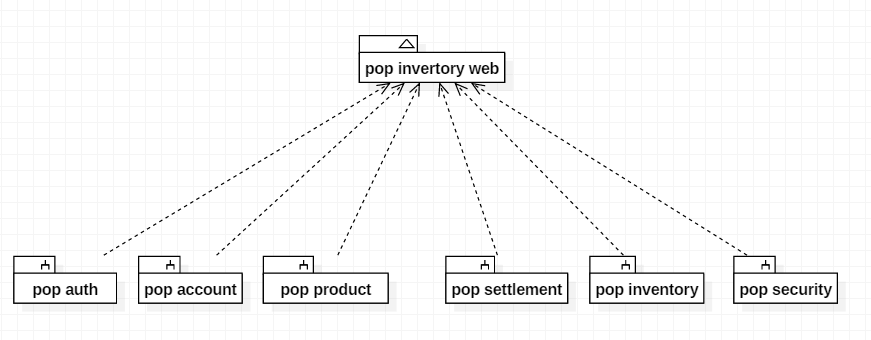 pop invertory web
pop auth
pop account
pop product
pop settlement
pop inventory
pop security